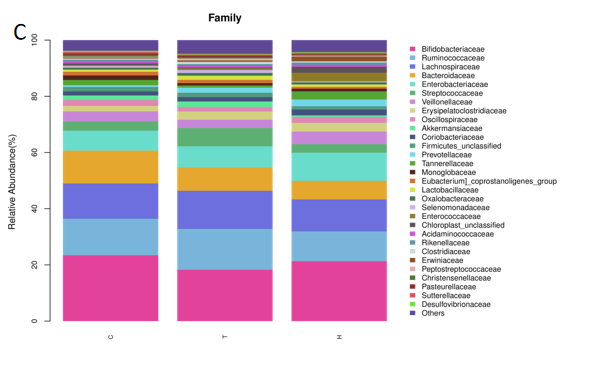 Family
C
100
80
60
40
20
0
Relative Abundance(%)
C
T
H
Bifidobacteriaceae
Ruminococcaceae
Lachnospiraceae
Bacteroidaceae
Enterobacteriaceae
Streptococcaceae
Veillonellaceae
Erysipelatoclostridiaceae
Oscillospiraceae
Akkermansiaceae
Coriobacteriaceae
Firmicutes_unclassified
Prevotellaceae
Tannerellaceae
Monoglobaceae
Eubacterium]_coprostanoligenes_group
Lactobacillaceae
Oxalobacteraceae
Selenomonadaceae
Enterococcaceae
Chloroplast_unclassified
Acidaminococcaceae
Rikenellaceae
Clostridiaceae
Erwiniaceae
Peptostreptococcaceae
Christensenellaceae
Pasteurellaceae
Sutterellaceae
Desulfovibrionaceae
Others